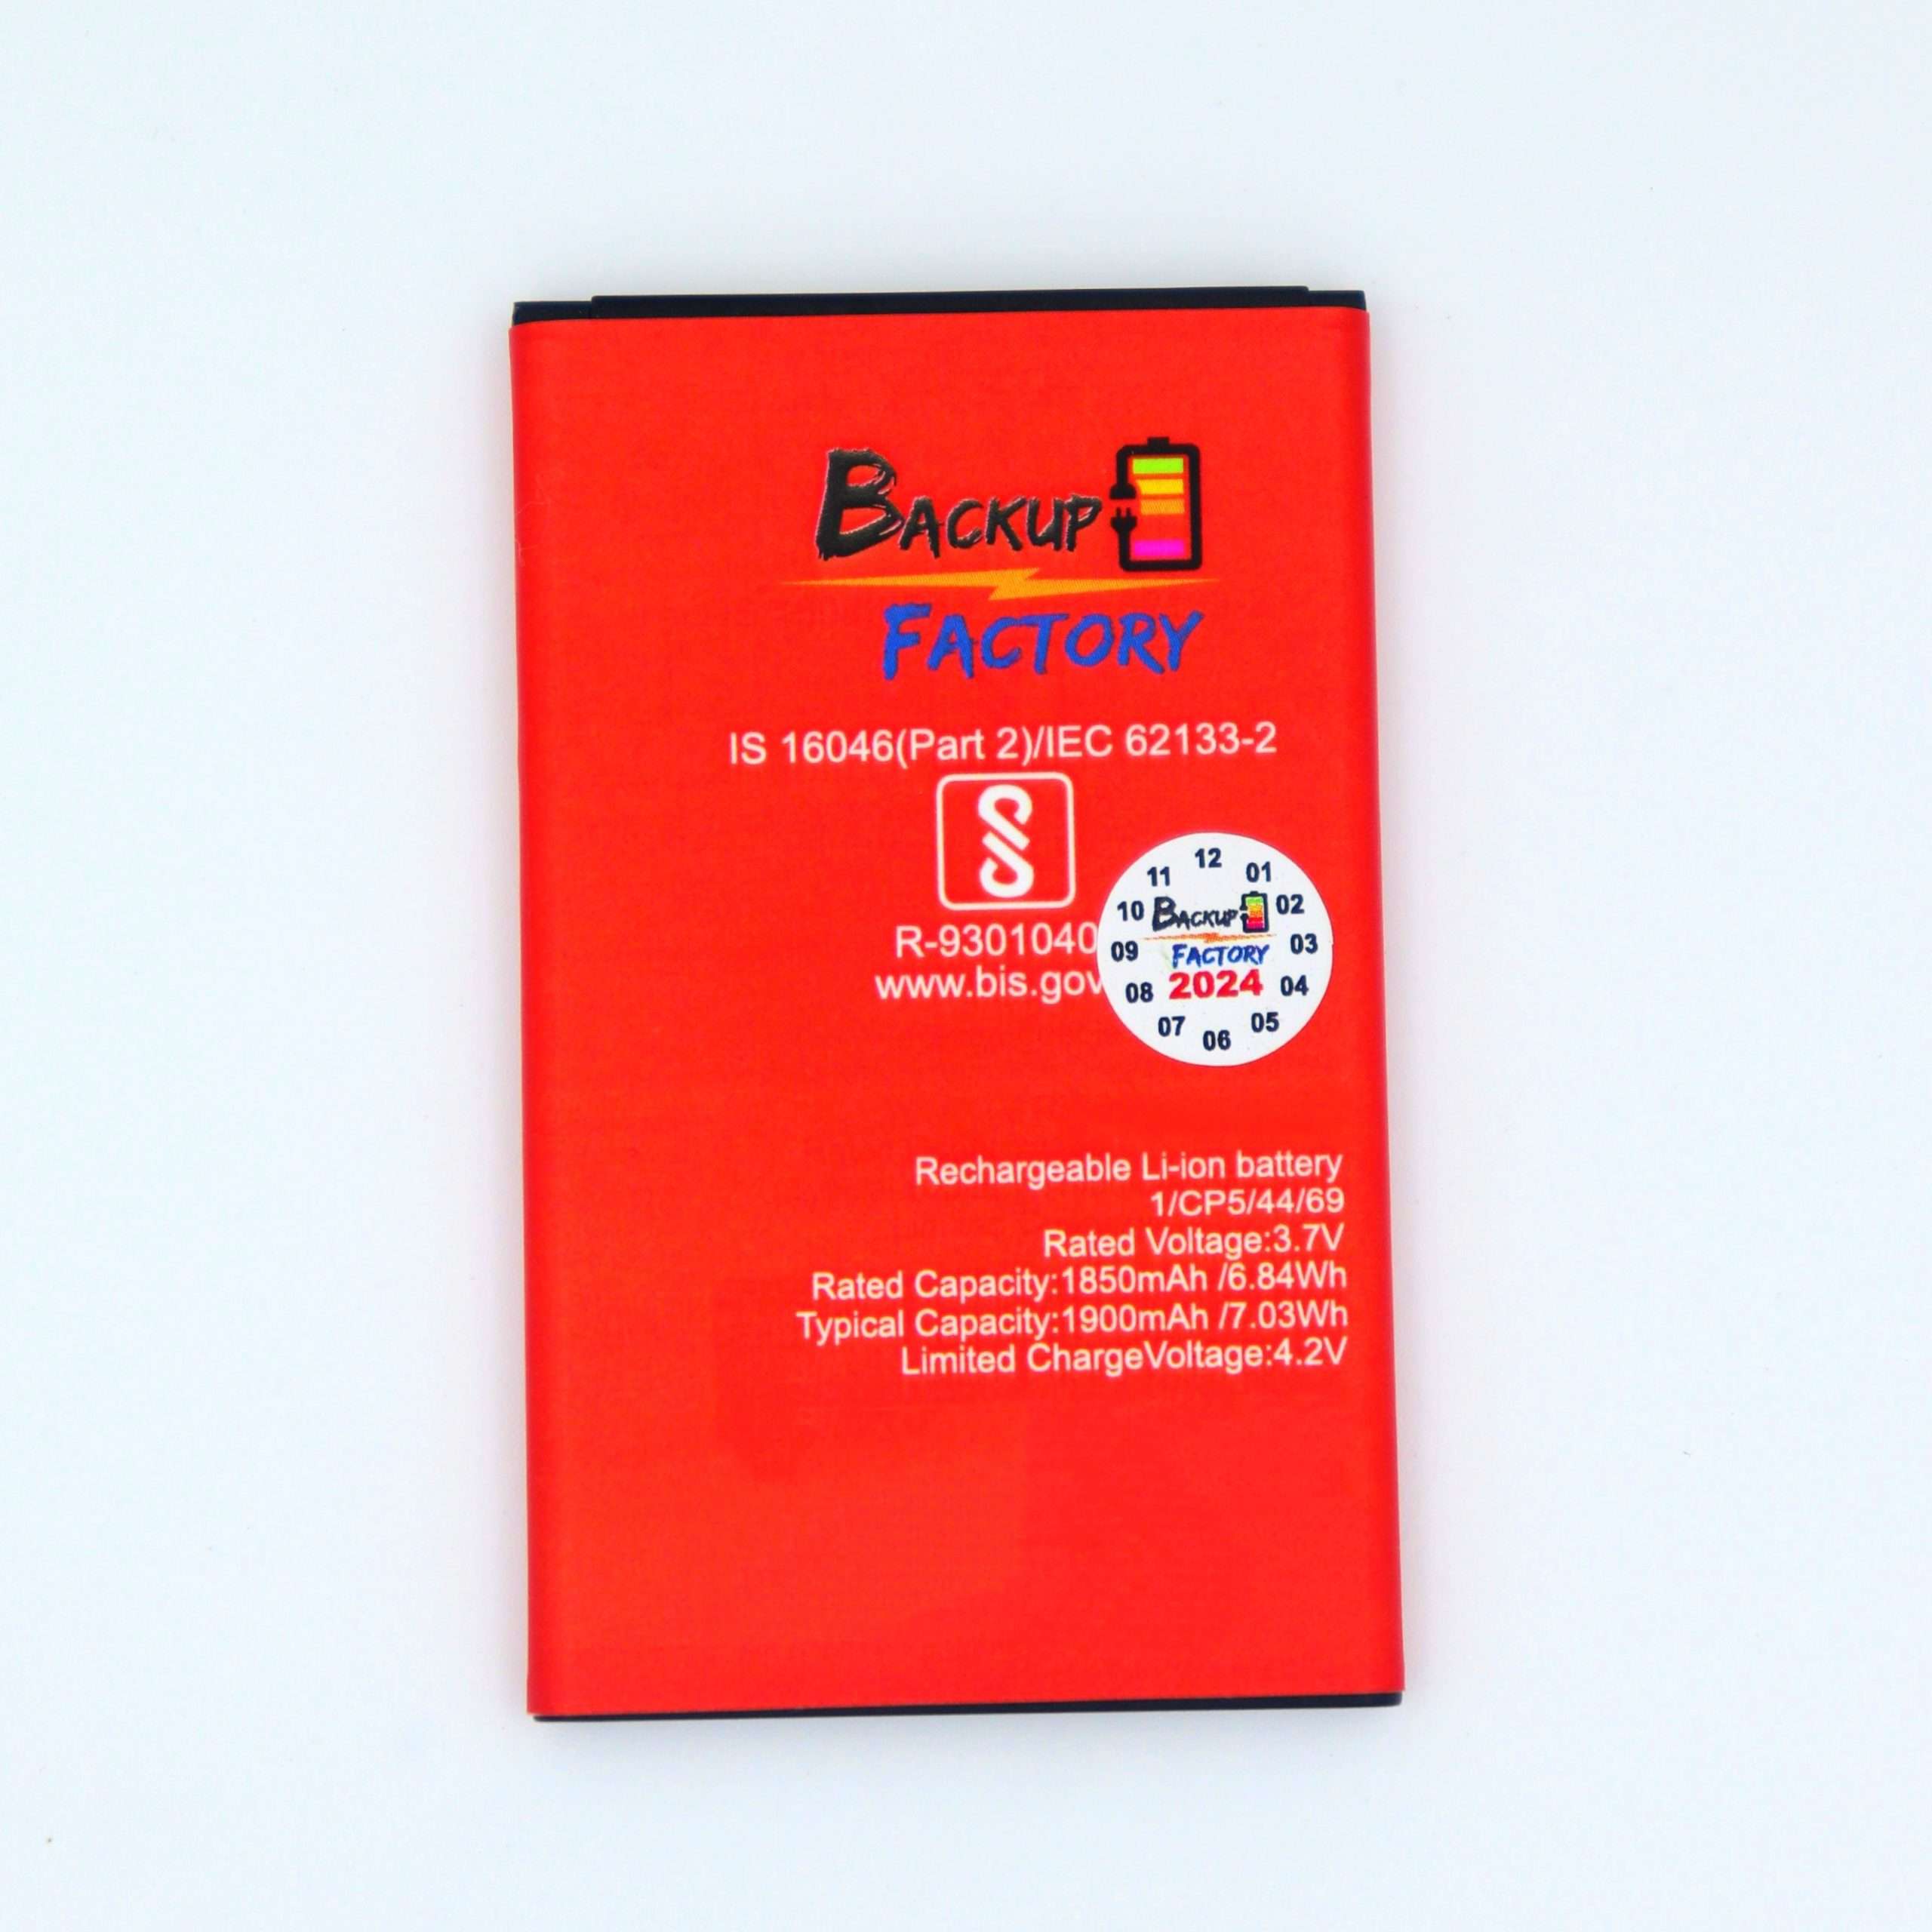 BACKUP
FACTORY
IS 16046(Part 2)/IEC 62133-2
R-9301040
www.bis.gov
12
11
01
10
BACKUP
02
09
FACTORY
03
08
2024
04
07
05
06
Rechargeable Li-ion battery
1/CP5/44/69
Rated Voltage:3.7V
Rated Capacity:1850mAh /6.84Wh
Typical Capacity:1900mAh /7.03Wh
Limited ChargeVoltage:4.2V